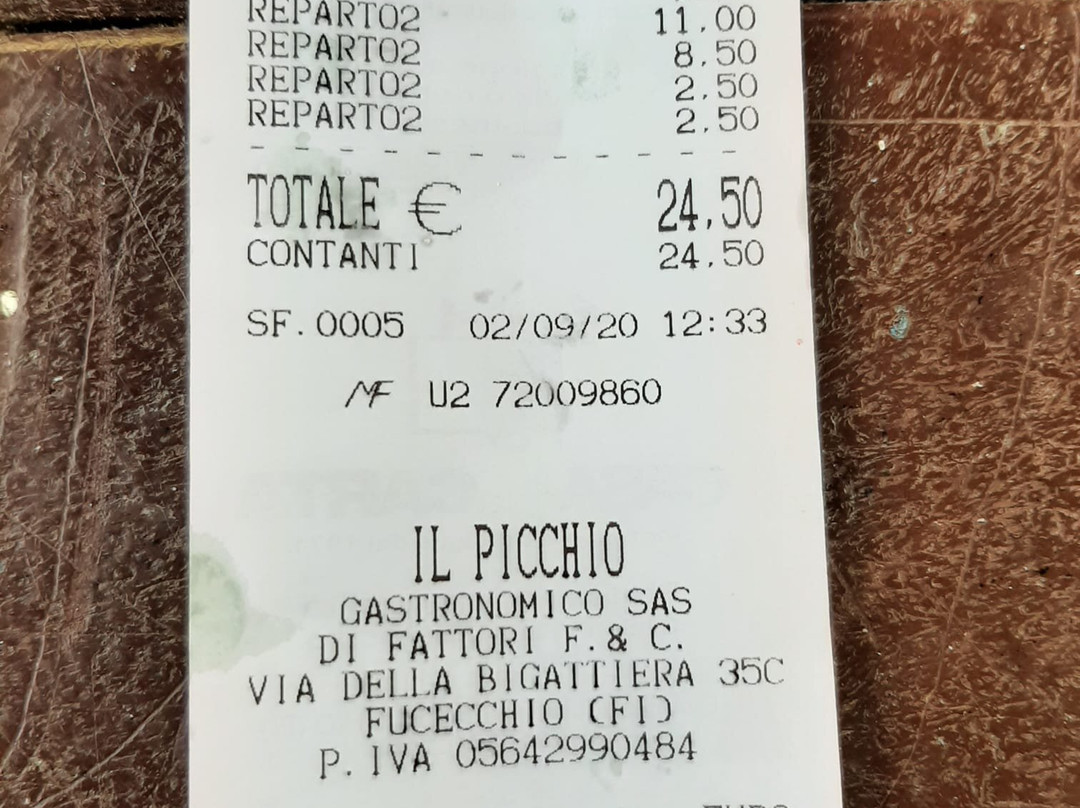 REPARTO2 11,00
REPARTO2 8,50
REPARTO2 2,50
REPARTO2 2,50
TOTALE € 24,50
CONTANTI 24,50
SF.0005 02/09/20 12:33
MF U2 72009860
IL PICCHIO
GASTRONOMICO SAS
DI FATTORI F.& C.
VIA DELLA BIGATTIERA 35C
FUCECCHIO (FI)
P.IVA 05642990484
EURO